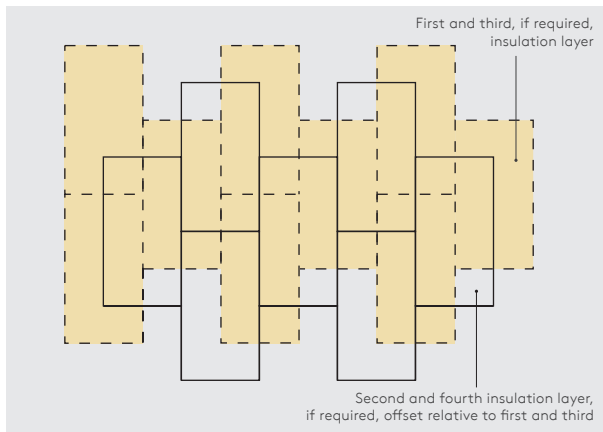 First and third, if required,
insulation layer
Second and fourth insulation layer,
if required, offset relative to first and third